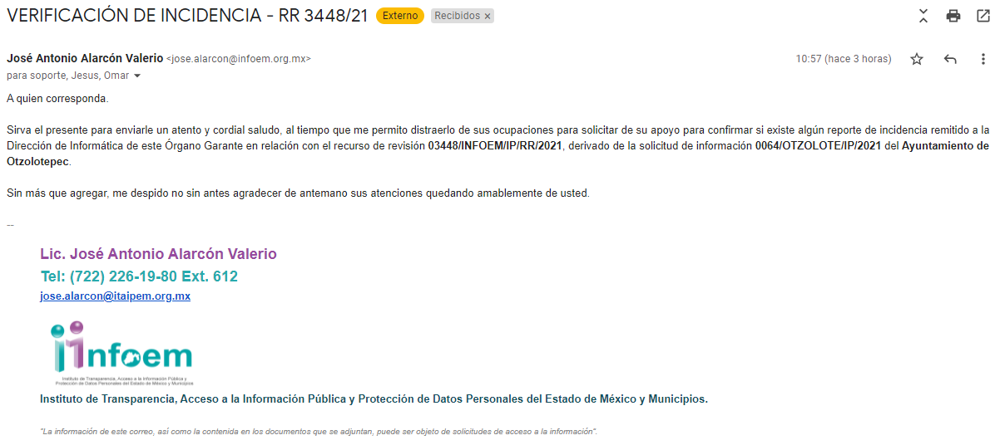 VERIFICACIÓN DE INCIDENCIA - RR 3448/21 Externo Recibidos ×
José Antonio Alarcón Valerio <jose.alarcon@infoem.org.mx> 10:57 (hace 3 horas)
para soporte, Jesus, Omar
A quien corresponda.
Sirva el presente para enviarle un atento y cordial saludo, al tiempo que me permito distraerlo de sus ocupaciones para solicitar de su apoyo para confirmar si existe algún reporte de incidencia remitido a la
Dirección de Informática de este Órgano Garante en relación con el recurso de revisión 03448/INFOEM/IP/RR/2021, derivado de la solicitud de información 0064/OTZOLOTE/IP/2021 del Ayuntamiento de
Otzolotepec.
Sin más que agregar, me despido no sin antes agradecer de antemano sus atenciones quedando amablemente de usted.
--
Lic. José Antonio Alarcón Valerio
Tel: (722) 226-19-80 Ext. 612
jose.alarcon@itaipem.org.mx
infoem
Instituto de Transparencia, Acceso a la Información Pública y
Protección de Datos Personales del Estado de México y Municipios
Instituto de Transparencia, Acceso a la Información Pública y Protección de Datos Personales del Estado de México y Municipios.
"La información de este correo, así como la contenida en los documentos que se adjuntan, puede ser objeto de solicitudes de acceso a la información".